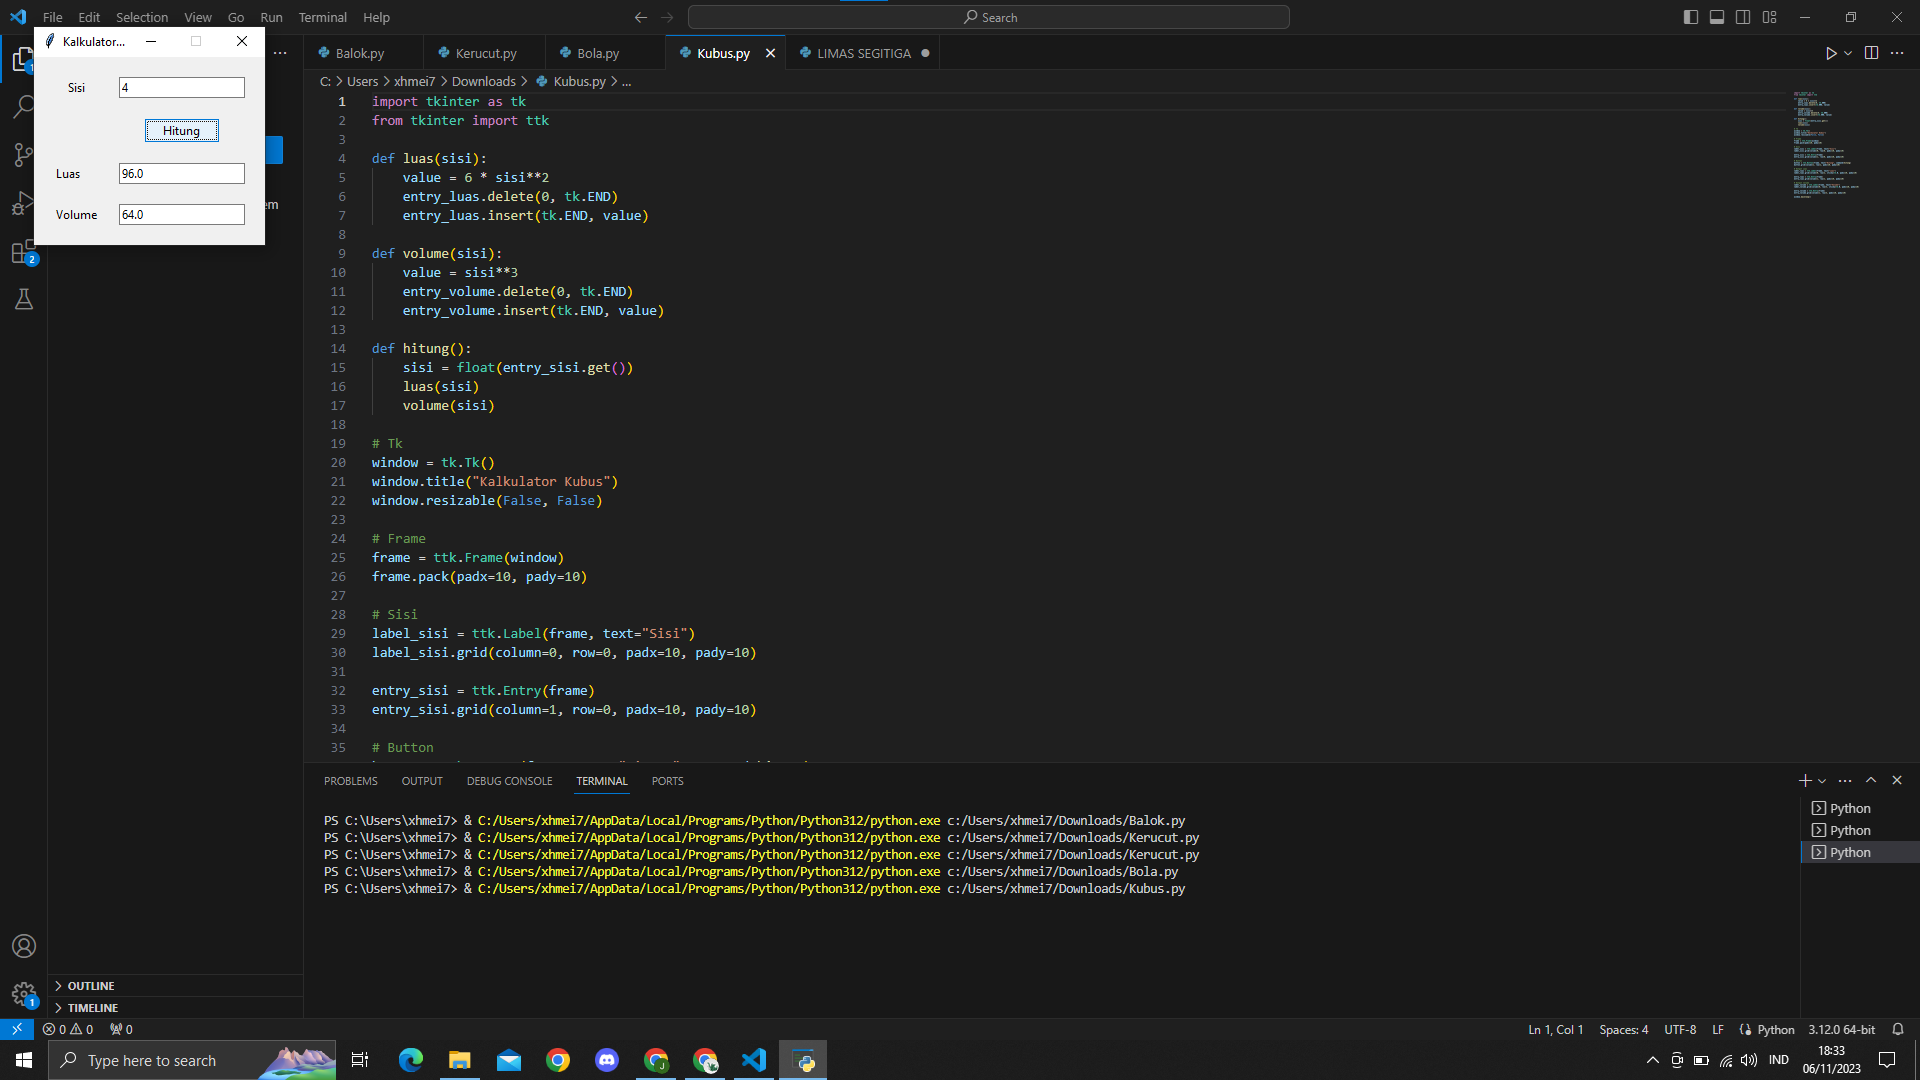 File Edit Selection View Go Run Terminal Help
Search
Kalkulator...
Sisi 4
Hitung
Luas 96.0
Volume 64.0
em
Balok.py Kerucut.py Bola.py Kubus.py LIMAS SEGITIGA
C: > Users > xhmei7 > Downloads > Kubus.py > ...
1 import tkinter as tk
2 from tkinter import ttk
3
4 def luas(sisi):
5     value = 6 * sisi**2
6     entry_luas.delete(0, tk.END)
7     entry_luas.insert(tk.END, value)
8
9 def volume(sisi):
10     value = sisi**3
11     entry_volume.delete(0, tk.END)
12     entry_volume.insert(tk.END, value)
13
14 def hitung():
15     sisi = float(entry_sisi.get())
16     luas(sisi)
17     volume(sisi)
18
19 # Tk
20 window = tk.Tk()
21 window.title("Kalkulator Kubus")
22 window.resizable(False, False)
23
24 # Frame
25 frame = ttk.Frame(window)
26 frame.pack(padx=10, pady=10)
27
28 # Sisi
29 label_sisi = ttk.Label(frame, text="Sisi")
30 label_sisi.grid(column=0, row=0, padx=10, pady=10)
31
32 entry_sisi = ttk.Entry(frame)
33 entry_sisi.grid(column=1, row=0, padx=10, pady=10)
34
35 # Button
PROBLEMS OUTPUT DEBUG CONSOLE TERMINAL PORTS
PS C:\Users\xhmei7> & C:/Users/xhmei7/AppData/Local/Programs/Python/Python312/python.exe c:/Users/xhmei7/Downloads/Balok.py
PS C:\Users\xhmei7> & C:/Users/xhmei7/AppData/Local/Programs/Python/Python312/python.exe c:/Users/xhmei7/Downloads/Kerucut.py
PS C:\Users\xhmei7> & C:/Users/xhmei7/AppData/Local/Programs/Python/Python312/python.exe c:/Users/xhmei7/Downloads/Kerucut.py
PS C:\Users\xhmei7> & C:/Users/xhmei7/AppData/Local/Programs/Python/Python312/python.exe c:/Users/xhmei7/Downloads/Bola.py
PS C:\Users\xhmei7> & C:/Users/xhmei7/AppData/Local/Programs/Python/Python312/python.exe c:/Users/xhmei7/Downloads/Kubus.py
Python
Python
Python
1
2
1
OUTLINE
TIMELINE
0 0 0
Ln 1, Col 1 Spaces: 4 UTF-8 LF Python 3.12.0 64-bit
Type here to search
J
IND
18:33
06/11/2023